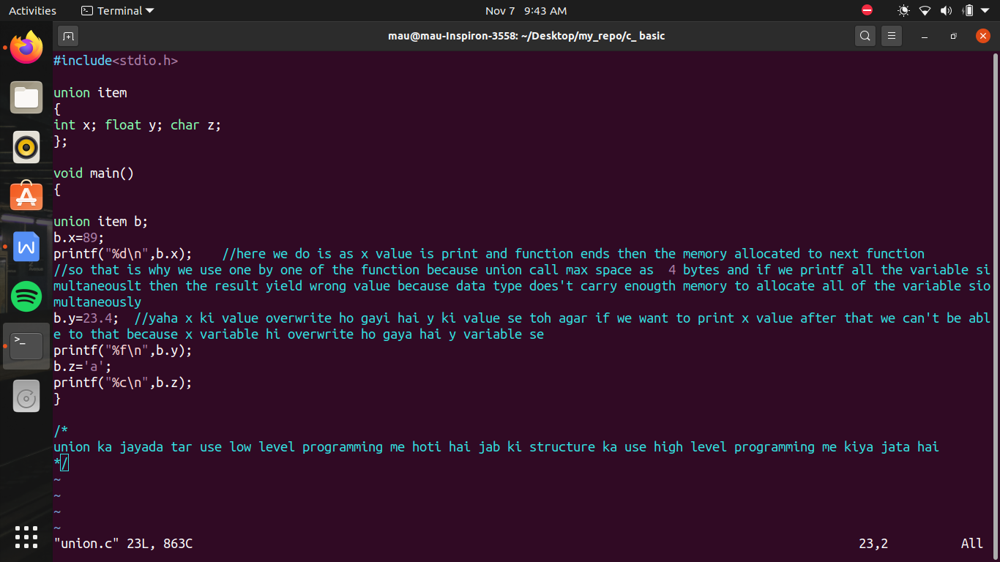 Activities Terminal Nov 7 9:43 AM
mau@mau-Inspiron-3558: ~/Desktop/my_repo/c_ basic
#include<stdio.h>
union item
{
int x; float y; char z;
};
void main()
{
union item b;
b.x=89;
printf("%d\n",b.x);    //here we do is as x value is print and function ends then the memory allocated to next function
//so that is why we use one by one of the function because union call max space as  4 bytes and if we printf all the variable si
multaneouslt then the result yield wrong value because data type does't carry enougth memory to allocate all of the variable sio
multaneously
b.y=23.4;  //yaha x ki value overwrite ho gayi hai y ki value se toh agar if we want to print x value after that we can't be abl
e to that because x variable hi overwrite ho gaya hai y variable se
printf("%f\n",b.y);
b.z='a';
printf("%c\n",b.z);
}
/*
union ka jayada tar use low level programming me hoti hai jab ki structure ka use high level programming me kiya jata hai
*/
~
~
~
~
"union.c" 23L, 863C 23,2 All